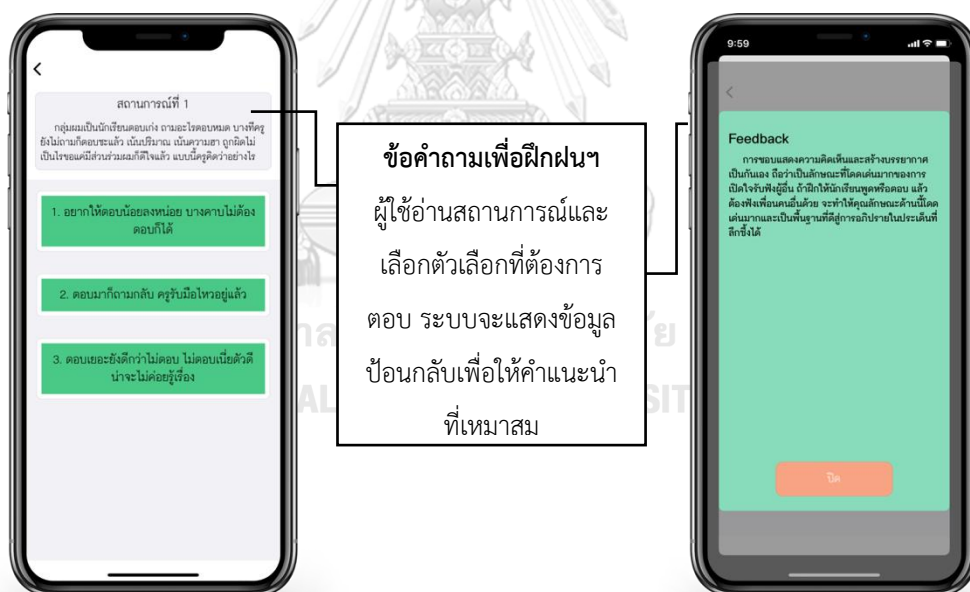 สถานการณ์ที่ 1
กลุ่มผมเป็นนักเรียนตอบเก่ง ถามอะไรตอบหมด บางทีครู
ยังไม่ถามก็ตอบซะแล้ว เน้นปริมาณ เน้นความฮา ถูกผิดไม่
เป็นไรขอแค่มีส่วนร่วมผมก็ดีใจแล้ว แบบนี้ครูคิดว่าอย่างไร
1. อยากให้ตอบน้อยลงหน่อย บางคาบไม่ต้อง
ตอบก็ได้
2. ตอบมาก็ถามกลับ ครูรับมือไหวอยู่แล้ว
3. ตอบเยอะยังดีกว่าไม่ตอบ ไม่ตอบเนี่ยตัวดี
น่าจะไม่ค่อยรู้เรื่อง
ข้อคำถามเพื่อฝึกฝนฯ
ผู้ใช้อ่านสถานการณ์และ
เลือกตัวเลือกที่ต้องการ
ตอบ ระบบจะแสดงข้อมูล
ป้อนกลับเพื่อให้คำแนะนำ
ที่เหมาสม
9:59
Feedback
การชอบแสดงความคิดเห็นและสร้างบรรยากาศ
เป็นกันเอง ถือว่าเป็นลักษณะที่โดดเด่นมากของการ
เปิดใจรับฟังผู้อื่น ถ้าฝึกให้นักเรียนพูดหรือตอบ แล้ว
ต้องฟังเพื่อนคนอื่นด้วย จะทำให้คุณลักษณะด้านนี้โดด
เด่นมากและเป็นพื้นฐานที่ดีสู่การอภิปรายในประเด็นที่
ลึกซึ้งได้
ปิด